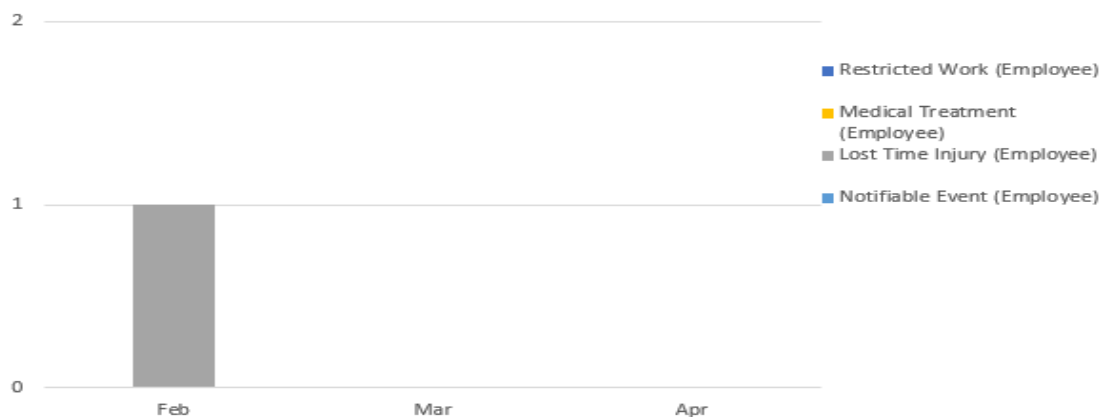 2
1
0
Feb
Mar
Apr
Restricted Work (Employee)
Medical Treatment
(Employee)
Lost Time Injury (Employee)
Notifiable Event (Employee)